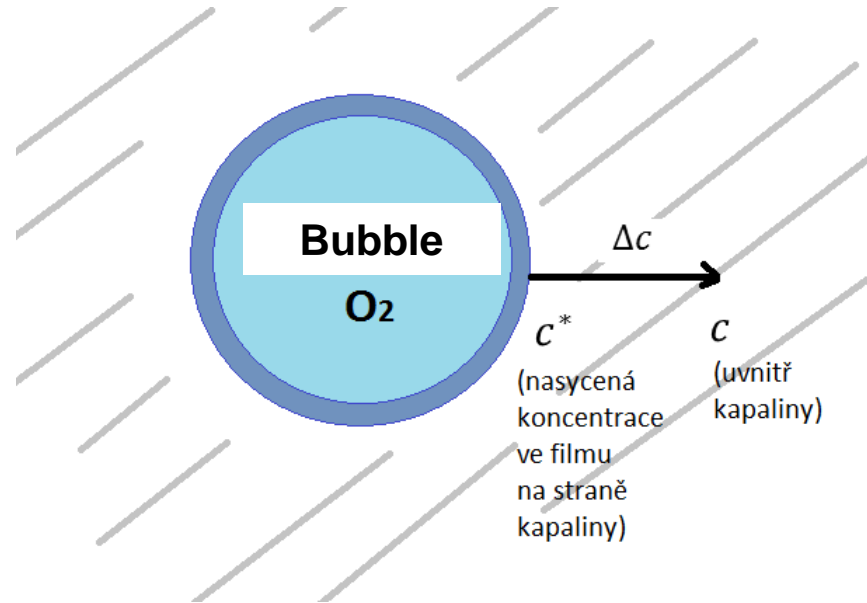 Bubble
O₂
Δc
c*
(nasycená
koncentrace
ve filmu
na straně
kapaliny)
c
(uvnitř
kapaliny)